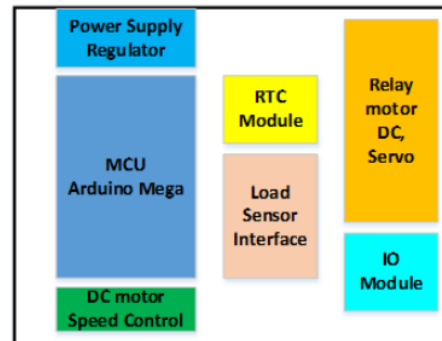 Power Supply
Regulator
MCU
Arduino Mega
DC motor
Speed Control
RTC
Module
Load
Sensor
Interface
Relay
motor
DC,
Servo
IO
Module